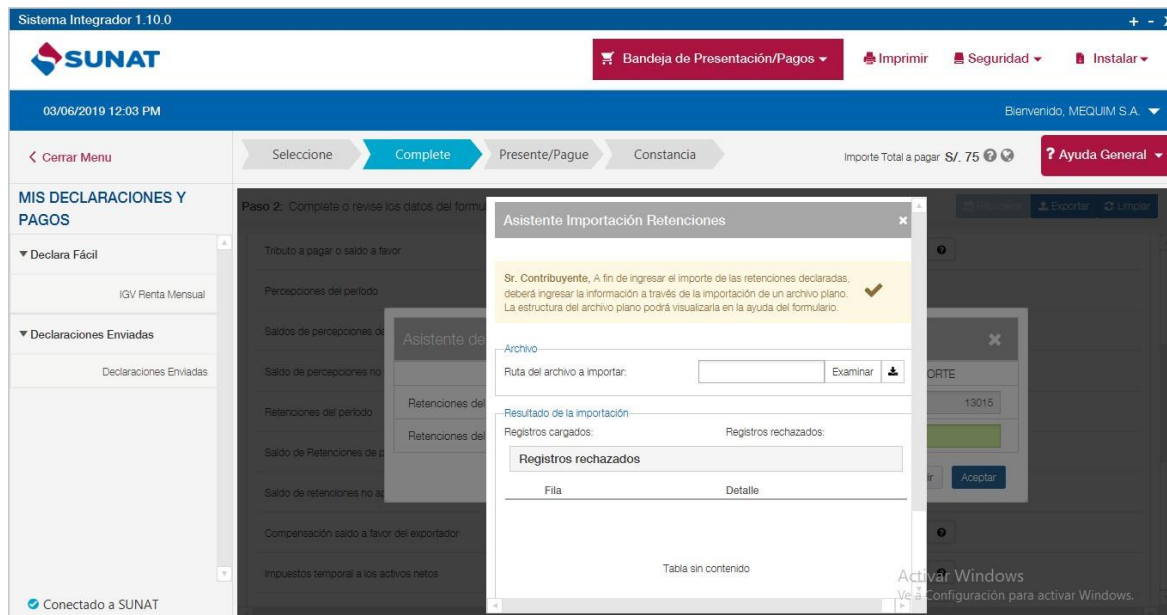 Sistema Integrador 1.10.0
+ - x
SUNAT
Bandeja de Presentación/Pagos
Imprimir
Seguridad
Instalar
03/06/2019 12:03 PM
Bienvenido, MEQUIM S.A.
Cerrar Menu
Seleccione
Complete
Presente/Pague
Constancia
Importe Total a pagar S/. 75
? Ayuda General
MIS DECLARACIONES Y
PAGOS
Declara Fácil
IGV Renta Mensual
Declaraciones Enviadas
Declaraciones Enviadas
Conectado a SUNAT
Paso 2: Complete o revise los datos del formu
Exportar
Limpiar
Tributo a pagar o saldo a favor
Percepciones del período
Saldos de percepciones de
Saldo de percepciones no
Retenciones del período
Saldo de Retenciones de p
Saldo de retenciones no a
Compensación saldo a favor del exportador
Impuestos temporal a los activos netos
Asistente de
ORTE
Retenciones del
13015
Retenciones del
ir
Aceptar
Asistente Importación Retenciones
Sr. Contribuyente, A fin de ingresar el importe de las retenciones declaradas,
deberá ingresar la información a través de la importación de un archivo plano.
La estructura del archivo plano podrá visualizarla en la ayuda del formulario.
Archivo
Ruta del archivo a importar:
Examinar
Resultado de la importación
Registros cargados:
Registros rechazados:
Registros rechazados
Fila
Detalle
Tabla sin contenido
Activar Windows
Ve a Configuración para activar Windows.